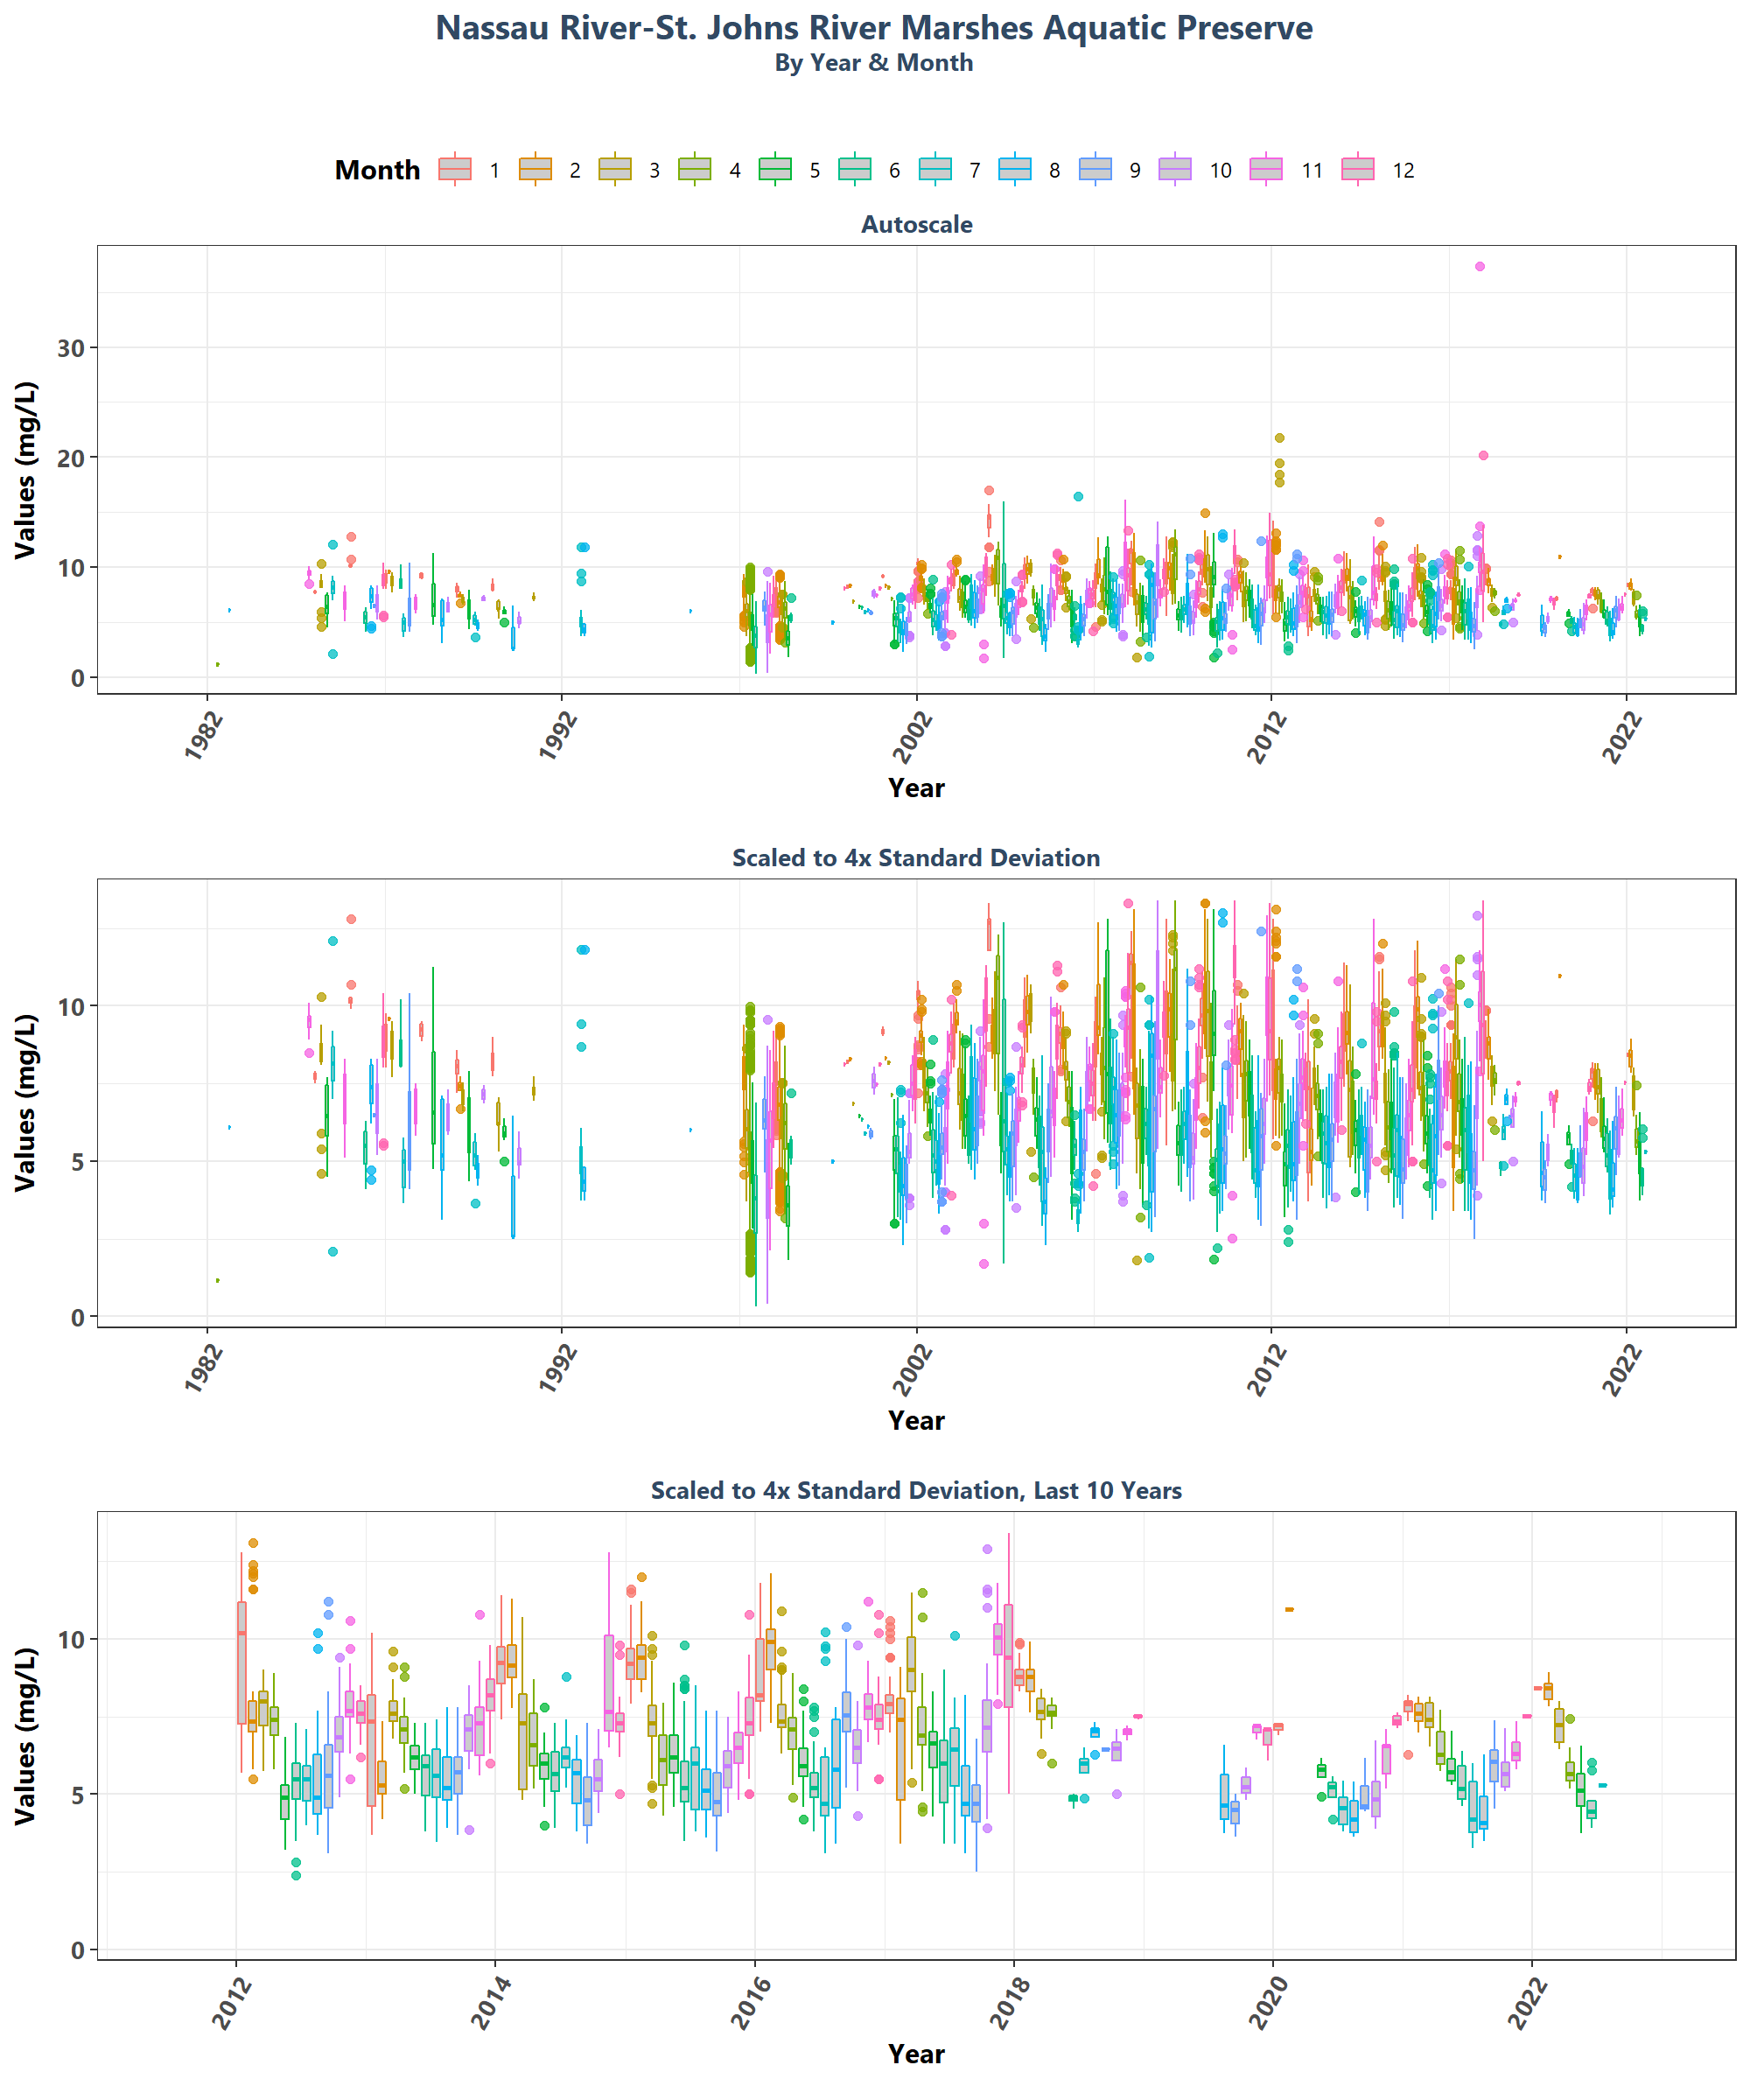 Nassau River-St. Johns River Marshes Aquatic Preserve
By Year & Month
Month 1 2 3 4 5 6 7 8 9 10 11 12
Autoscale
Values (mg/L)
30
20
10
0
1982 1992 2002 2012 2022
Year
Scaled to 4x Standard Deviation
Values (mg/L)
10
5
0
1982 1992 2002 2012 2022
Year
Scaled to 4x Standard Deviation, Last 10 Years
Values (mg/L)
10
5
0
2012 2014 2016 2018 2020 2022
Year